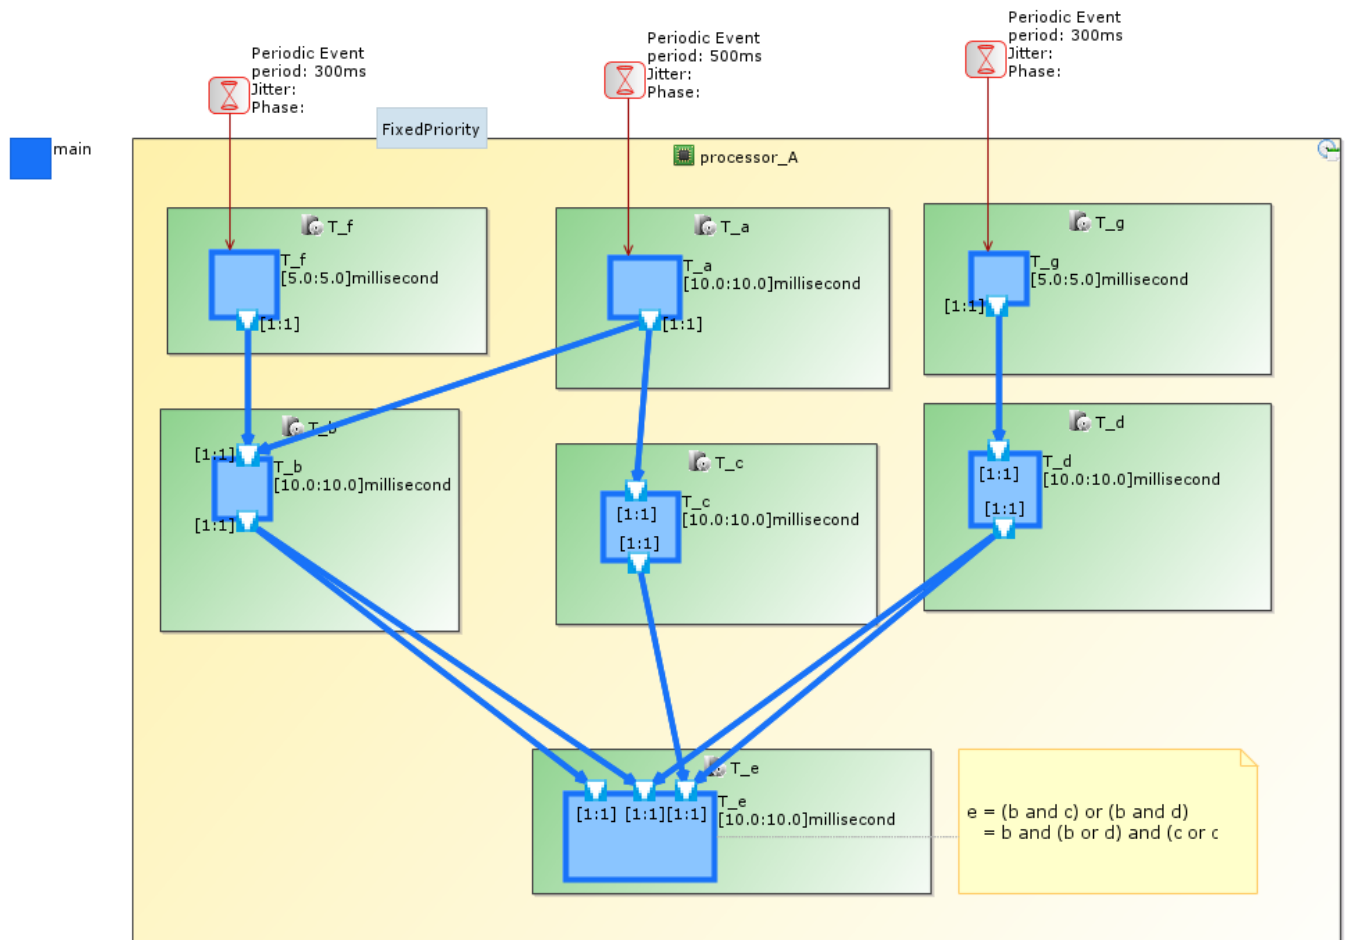 Periodic Event
period: 300ms
Jitter:
Phase:
Periodic Event
period: 500ms
Jitter:
Phase:
Periodic Event
period: 300ms
Jitter:
Phase:
main
FixedPriority
processor_A
T_f
T_f
[5.0:5.0]millisecond
[1:1]
T_a
T_a
[10.0:10.0]millisecond
[1:1]
T_g
T_g
[5.0:5.0]millisecond
[1:1]
T_b
[1:1]
T_b
[10.0:10.0]millisecond
[1:1]
T_c
T_c
[1:1]
[10.0:10.0]millisecond
[1:1]
T_d
T_d
[1:1]
[10.0:10.0]millisecond
[1:1]
T_e
T_e
[1:1] [1:1][1:1]
[10.0:10.0]millisecond
e = (b and c) or (b and d)
= b and (b or d) and (c or